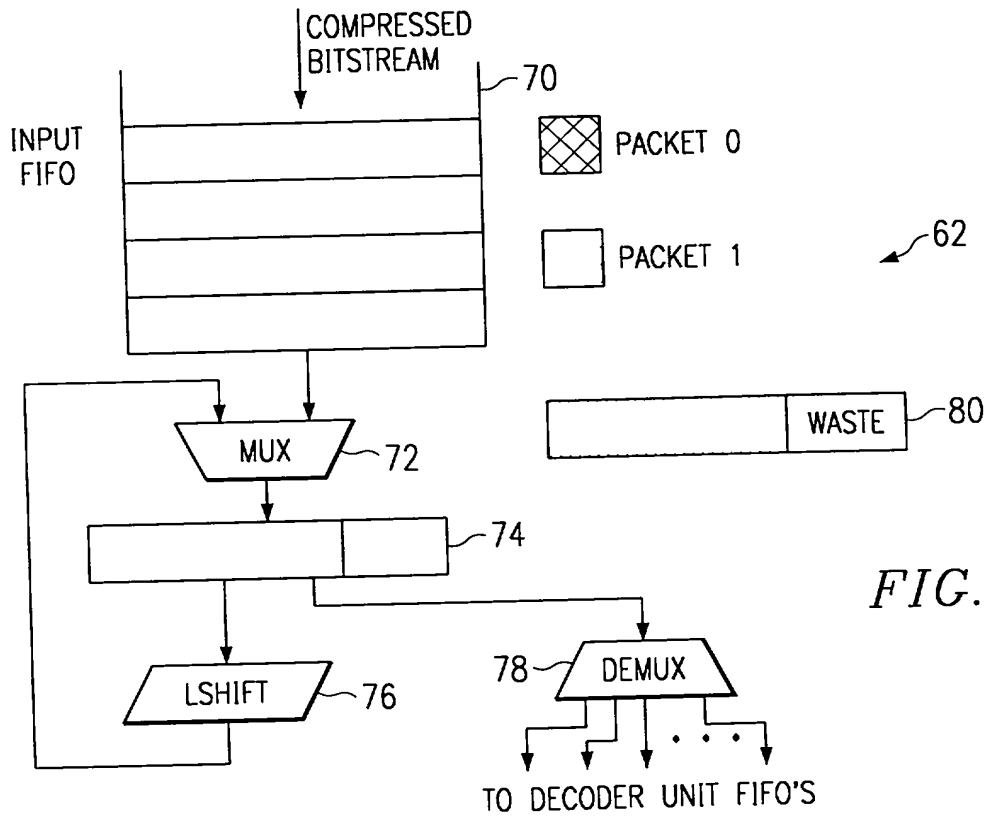 COMPRESSED
BITSTREAM
70
INPUT
FIFO
PACKET 0
PACKET 1
62
MUX
72
WASTE
80
74
FIG.
LSHIFT
76
78
DEMUX
TO DECODER UNIT FIFO'S